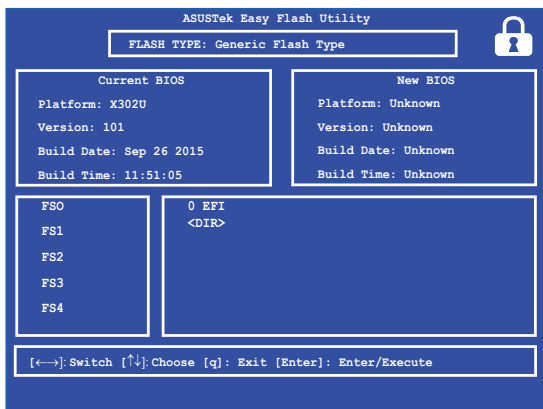 ASUSTek Easy Flash Utility
FLASH TYPE: Generic Flash Type
Current BIOS
Platform: X302U
Version: 101
Build Date: Sep 26 2015
Build Time: 11:51:05
New BIOS
Platform: Unknown
Version: Unknown
Build Date: Unknown
Build Time: Unknown
FSO
FS1
FS2
FS3
FS4
0 EFI
<DIR>
[←→]: Switch [↑↓]: Choose [q]: Exit [Enter]: Enter/Execute